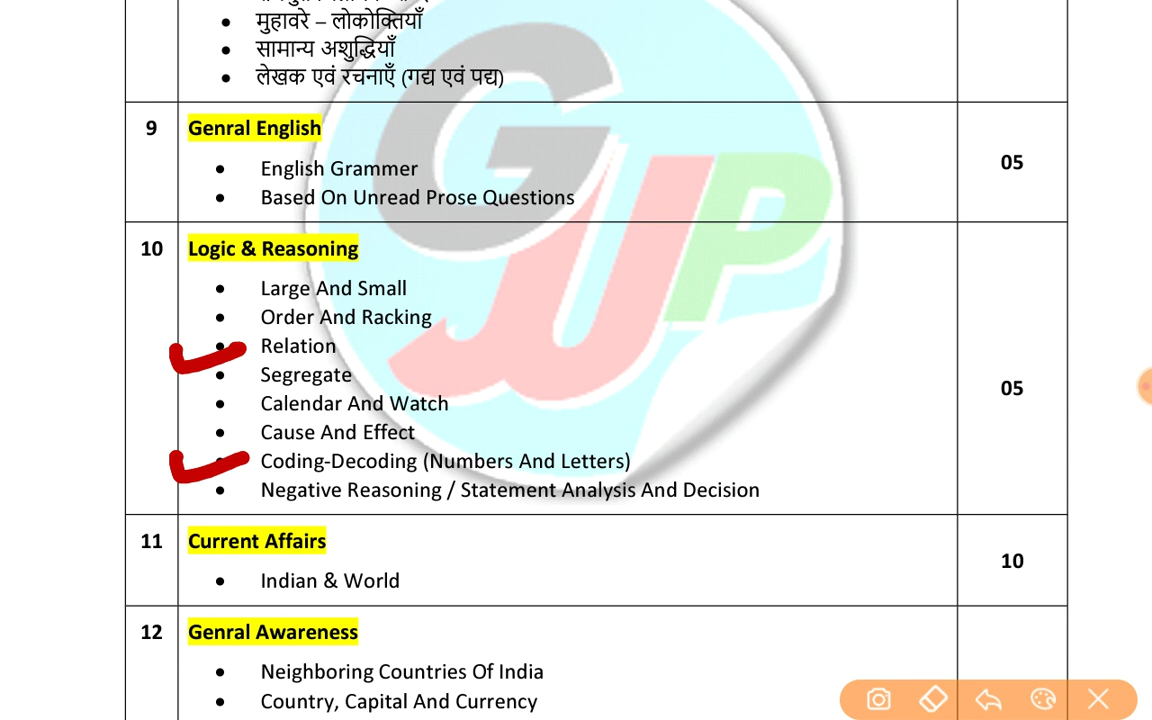 मुहावरे – लोकोक्तियाँ
सामान्य अशुद्धियाँ
लेखक एवं रचनाएँ (गद्य एवं पद्य)
9 Genral English
English Grammer
Based On Unread Prose Questions
05
10 Logic & Reasoning
Large And Small
Order And Racking
Relation
Segregate
Calendar And Watch
Cause And Effect
Coding-Decoding (Numbers And Letters)
Negative Reasoning / Statement Analysis And Decision
05
11 Current Affairs
Indian & World
10
12 Genral Awareness
Neighboring Countries Of India
Country, Capital And Currency
GJP